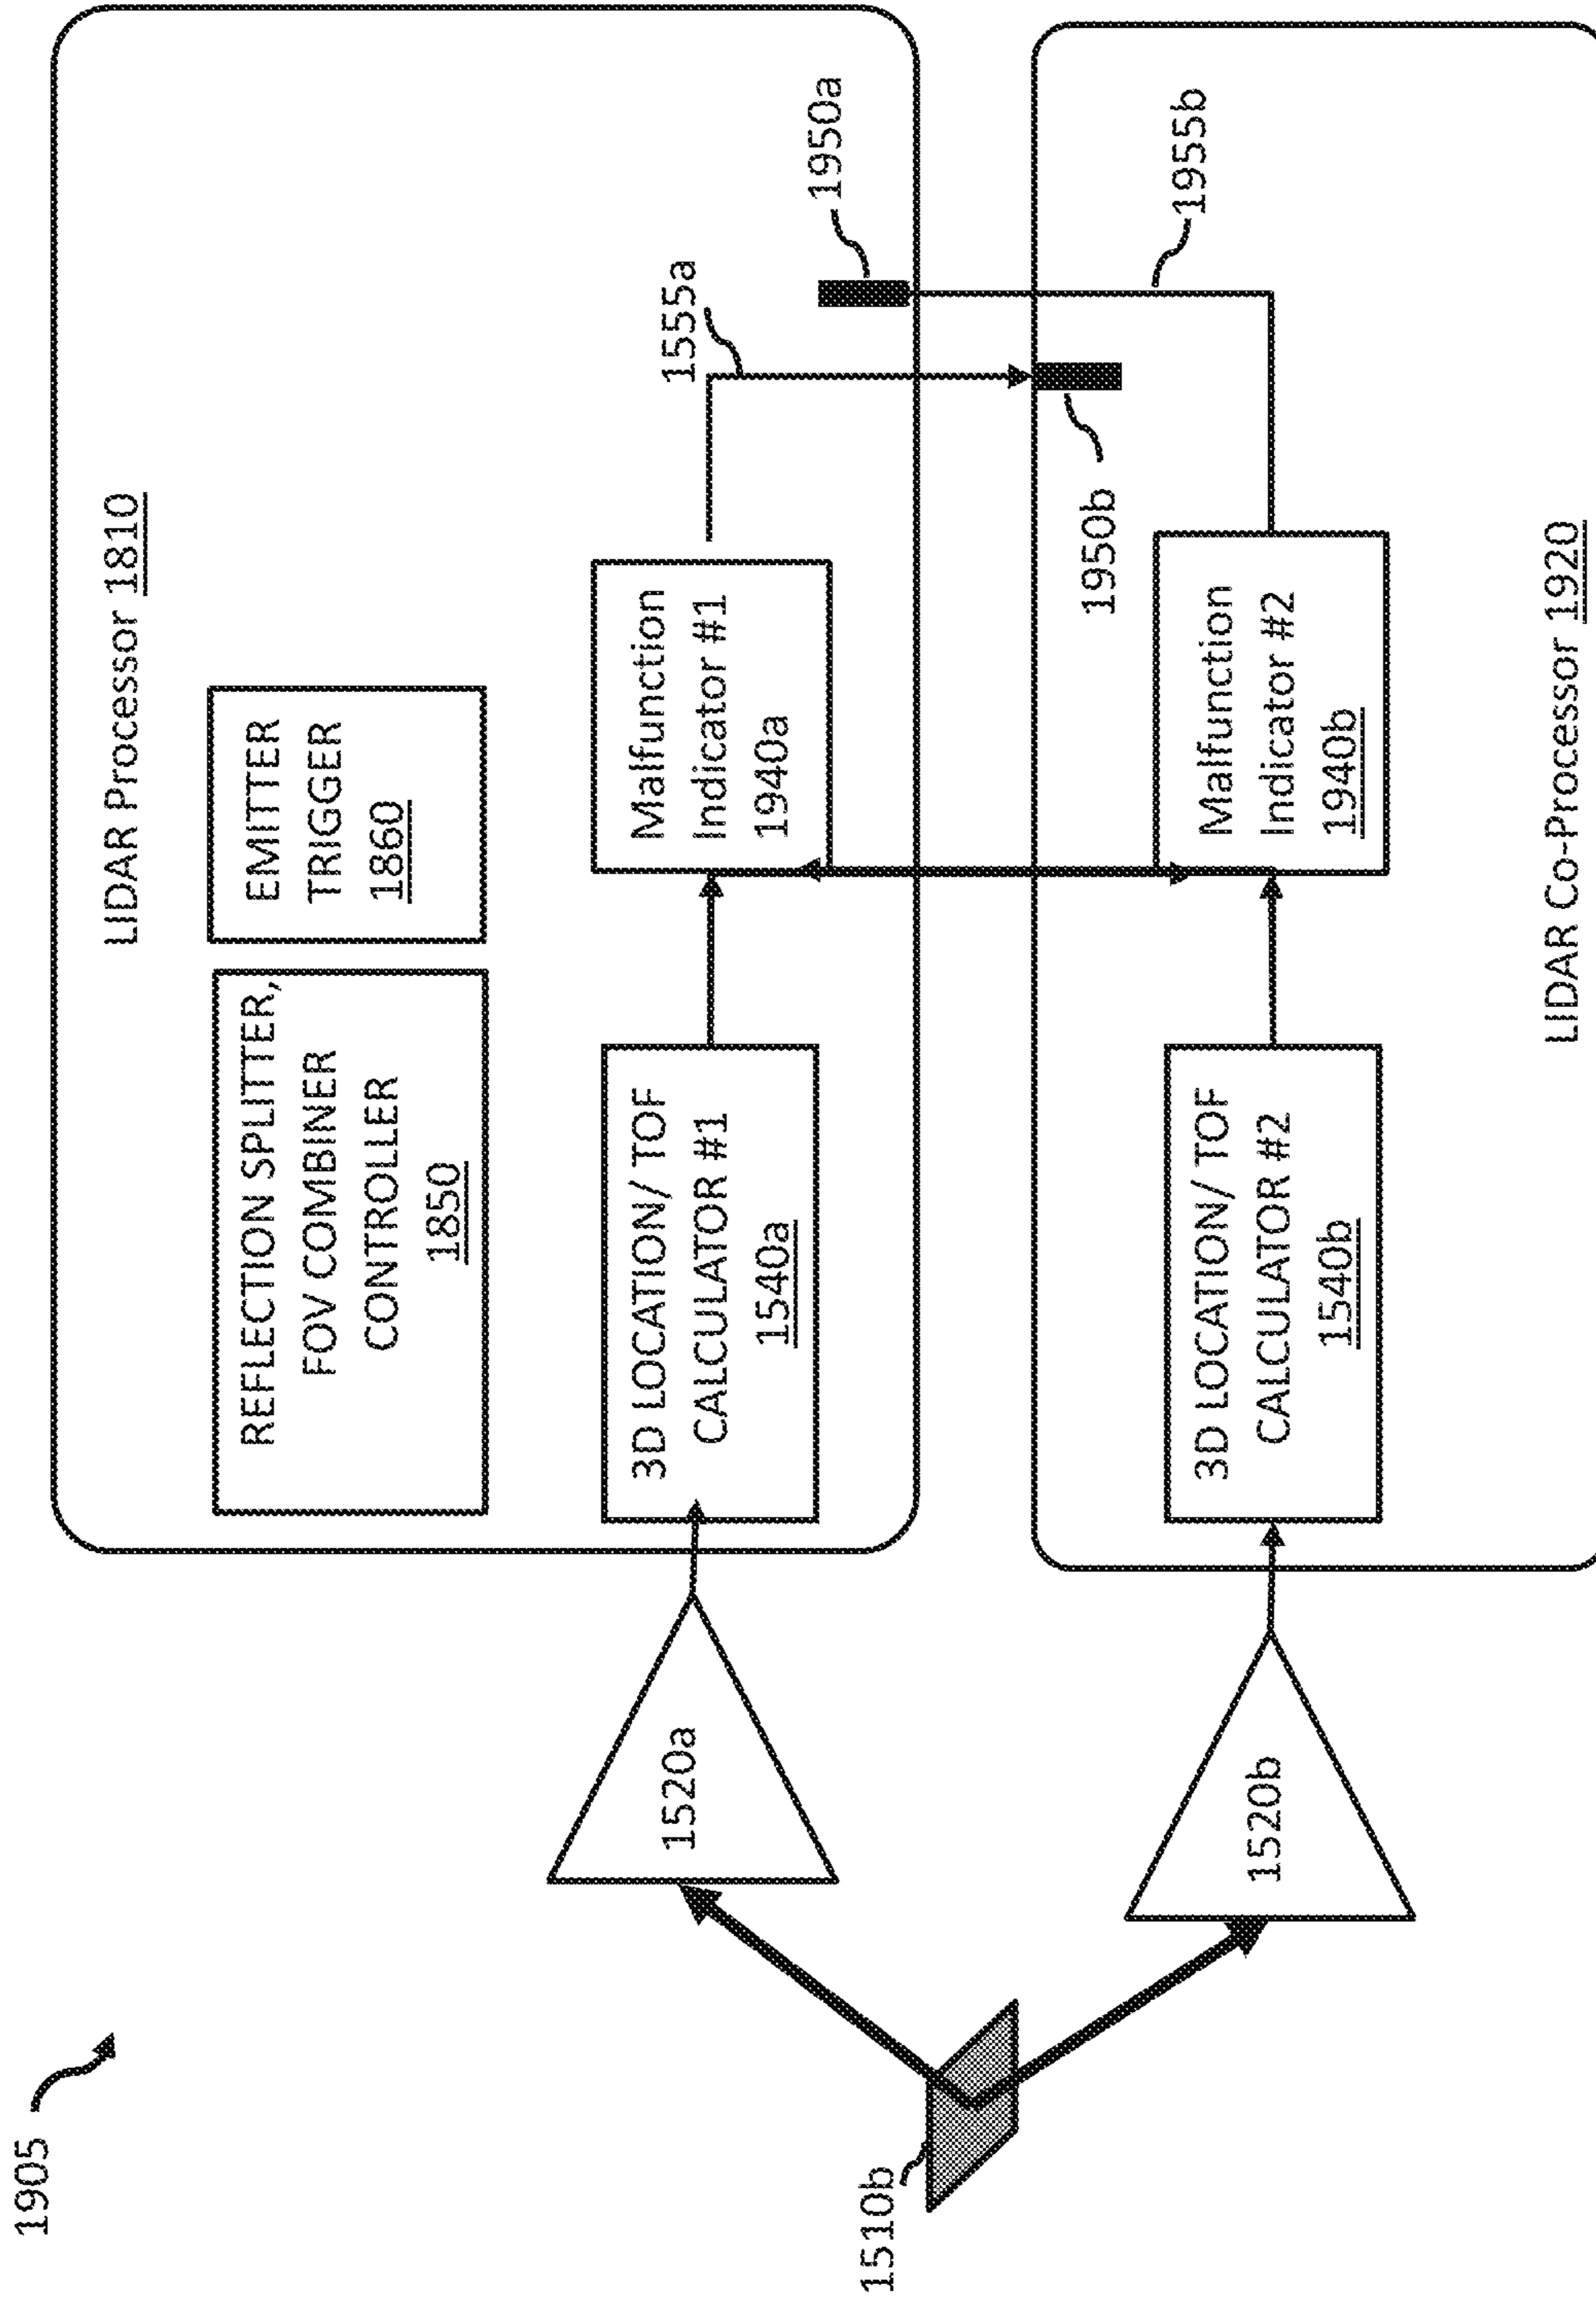 1905
LIDAR Processor 1810
REFLECTION SPLITTER,
FOV COMBINER
CONTROLLER
1850
EMITTER
TRIGGER
1860
1520a
3D LOCATION/ TOF
CALCULATOR #1
1540a
Malfunction
Indicator #1
1940a
1555a
1950a
1510b
1520b
3D LOCATION/ TOF
CALCULATOR #2
1540b
Malfunction
Indicator #2
1940b
1950b
1955b
LIDAR Co-Processor 1920